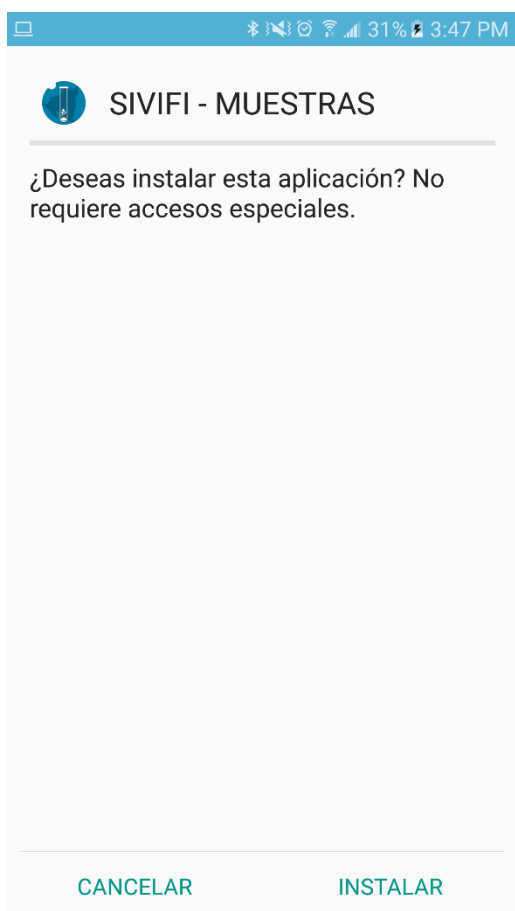 31% 3:47 PM
SIVIFI - MUESTRAS
¿Deseas instalar esta aplicación? No
requiere accesos especiales.
CANCELAR INSTALAR